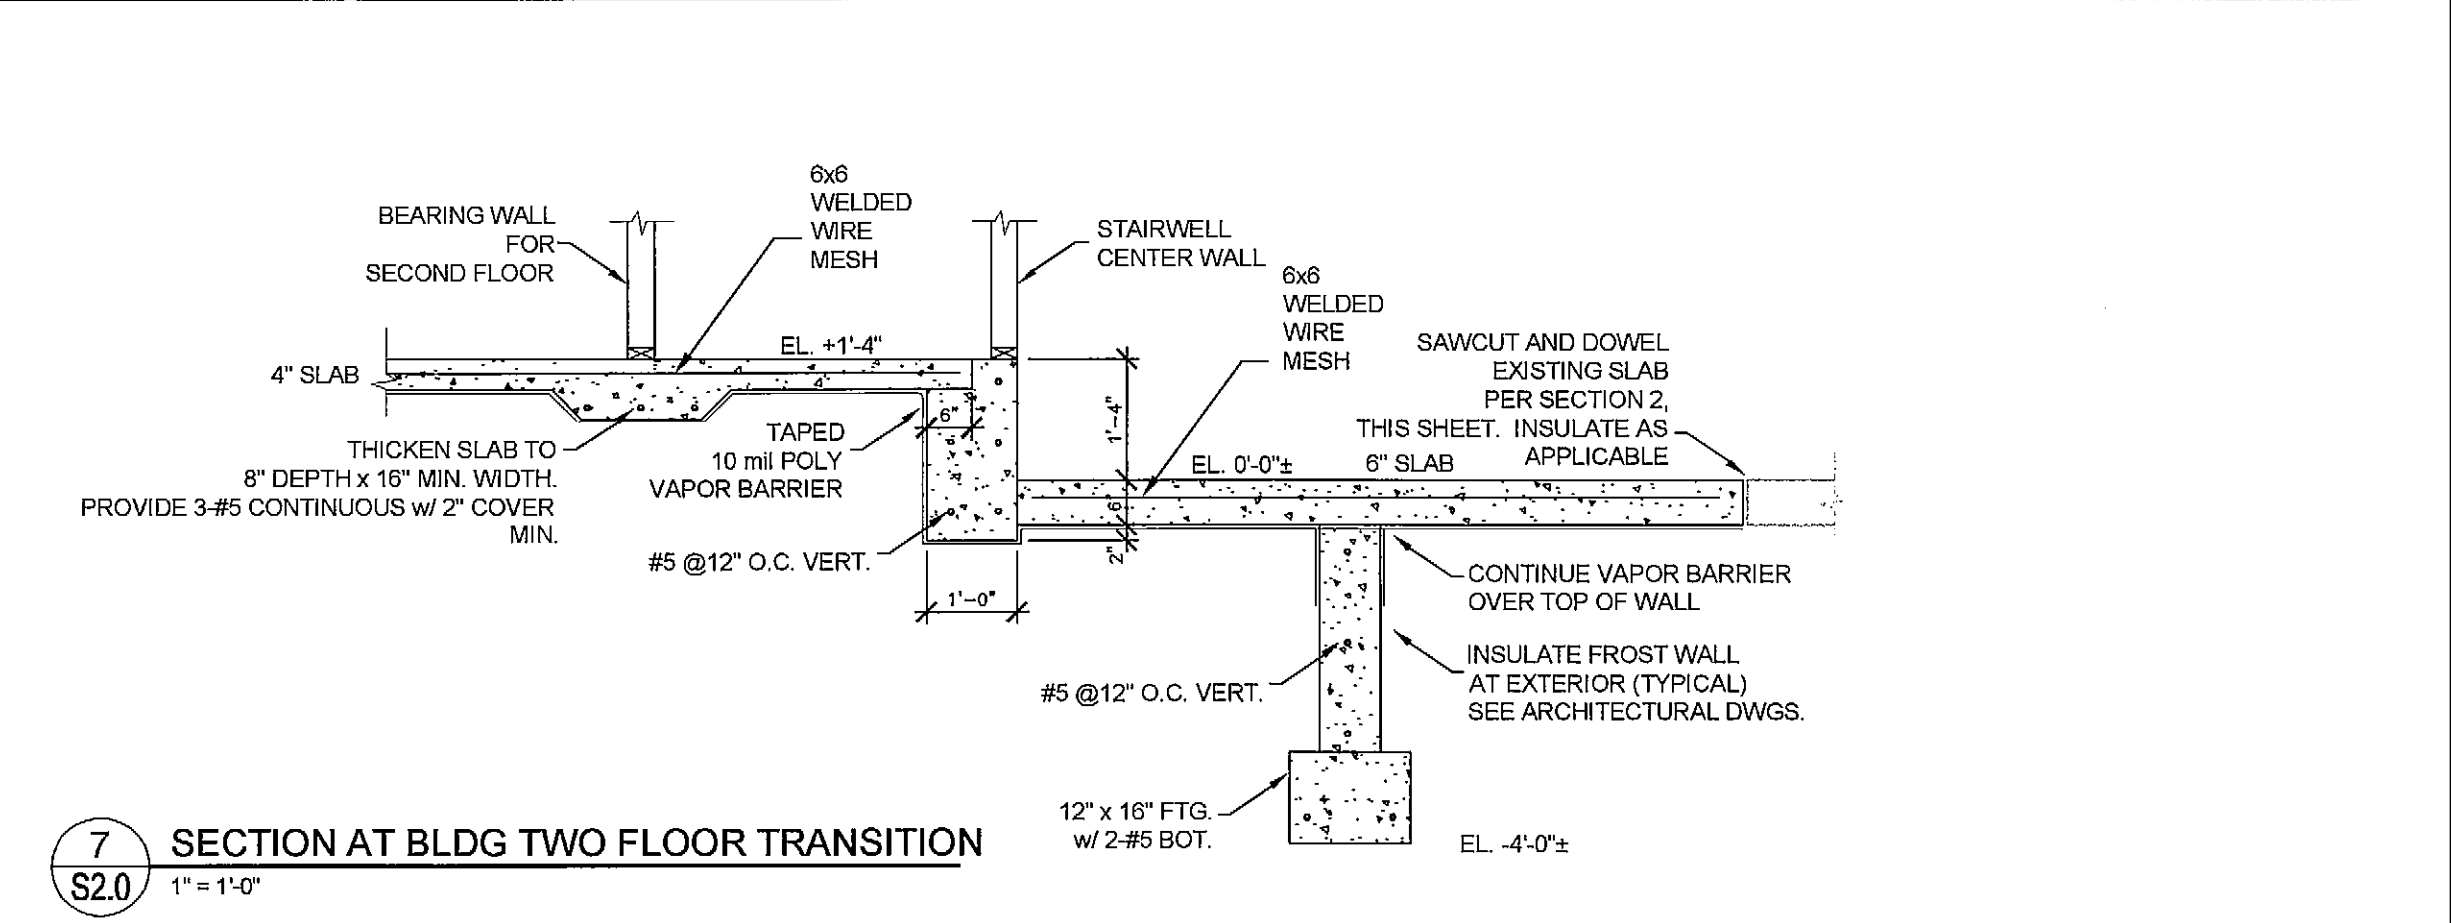 6x6
WELDED
WIRE
MESH
BEARING WALL
FOR
SECOND FLOOR
STAIRWELL
CENTER WALL
6x6
WELDED
WIRE
MESH
SAWCUT AND DOWEL
EXISTING SLAB
PER SECTION 2,
THIS SHEET. INSULATE AS
APPLICABLE
EL. +1'-4"
4" SLAB
6"
1'-4"
TAPED
10 mil POLY
VAPOR BARRIER
THICKEN SLAB TO
8" DEPTH x 16" MIN. WIDTH.
PROVIDE 3-#5 CONTINUOUS w/ 2" COVER
MIN.
EL. 0'-0"±
6" SLAB
6"
2"
#5 @12" O.C. VERT.
1'-0"
CONTINUE VAPOR BARRIER
OVER TOP OF WALL
INSULATE FROST WALL
AT EXTERIOR (TYPICAL)
SEE ARCHITECTURAL DWGS.
#5 @12" O.C. VERT.
12" x 16" FTG.
w/ 2-#5 BOT.
EL. -4'-0"±
7
S2.0
SECTION AT BLDG TWO FLOOR TRANSITION
1" = 1'-0"